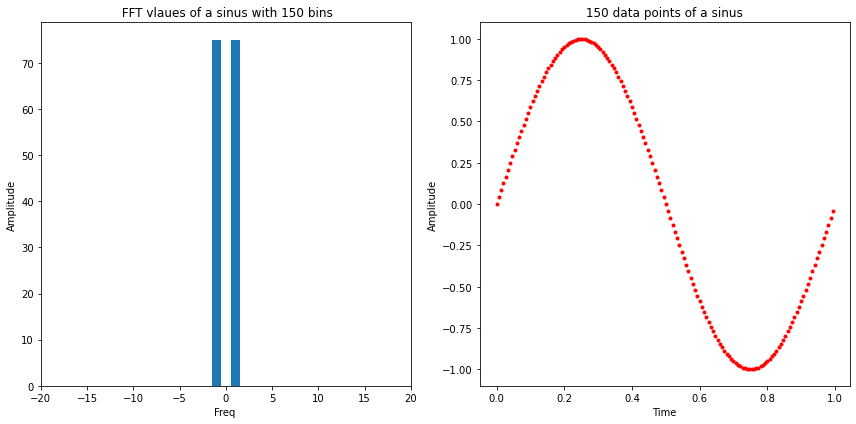 FFT vlaues of a sinus with 150 bins
70
60
50
40
30
20
10
0
Amplitude
−20 −15 −10 −5 0 5 10 15 20
Freq
150 data points of a sinus
1.00
0.75
0.50
0.25
0.00
−0.25
−0.50
−0.75
−1.00
Amplitude
0.0 0.2 0.4 0.6 0.8 1.0
Time